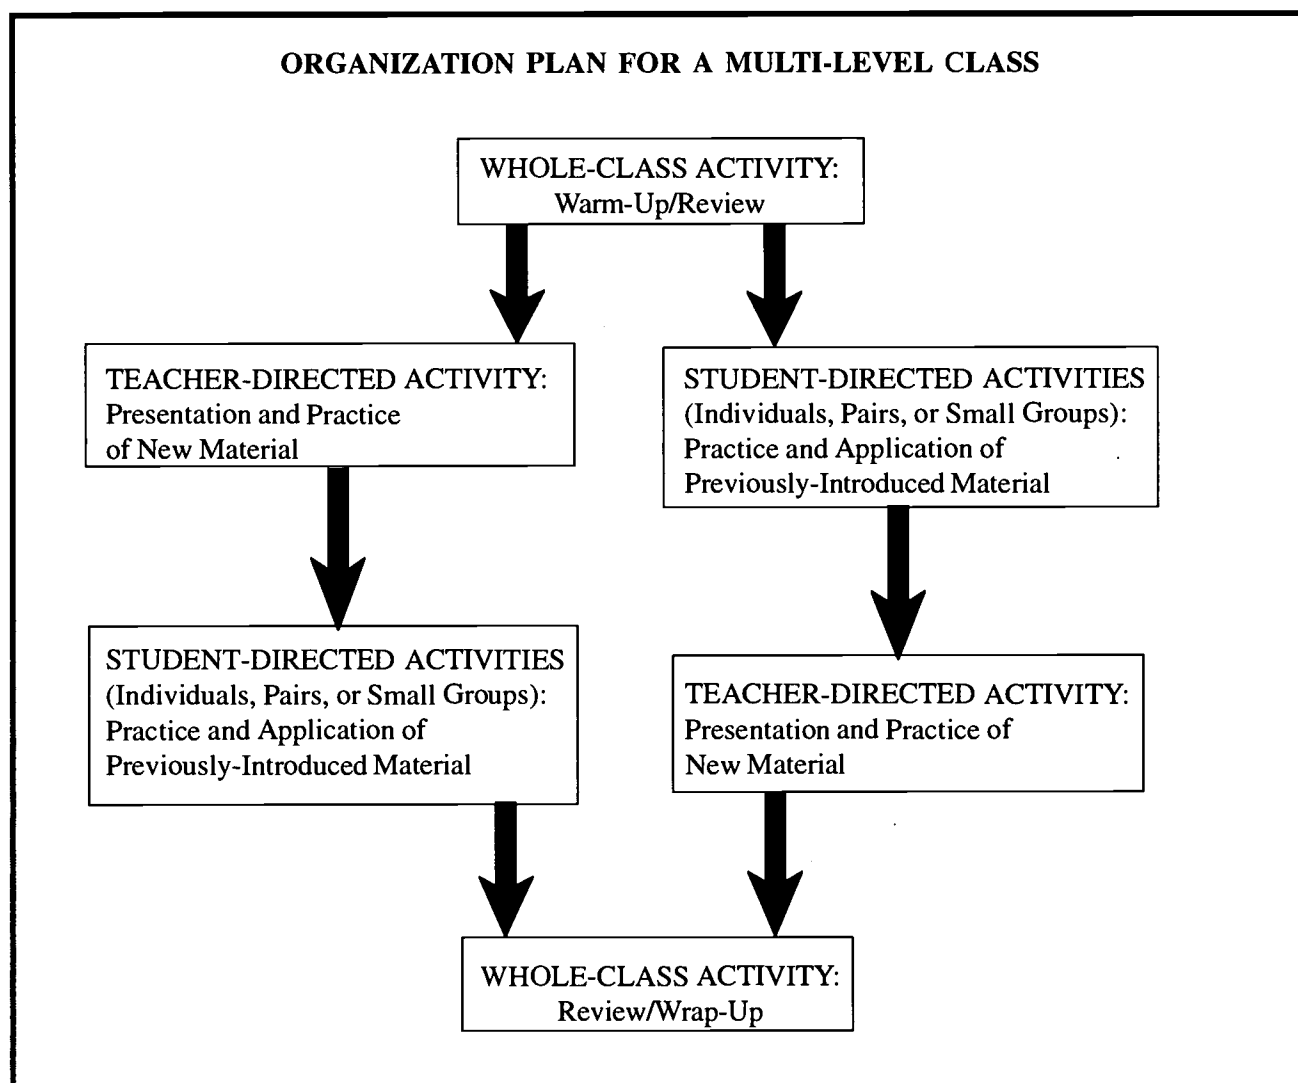 ORGANIZATION PLAN FOR A MULTI-LEVEL CLASS
WHOLE-CLASS ACTIVITY:
Warm-Up/Review
TEACHER-DIRECTED ACTIVITY:
Presentation and Practice
of New Material
STUDENT-DIRECTED ACTIVITIES
(Individuals, Pairs, or Small Groups):
Practice and Application of
Previously-Introduced Material
STUDENT-DIRECTED ACTIVITIES
(Individuals, Pairs, or Small Groups):
Practice and Application of
Previously-Introduced Material
TEACHER-DIRECTED ACTIVITY:
Presentation and Practice of
New Material
WHOLE-CLASS ACTIVITY:
Review/Wrap-Up